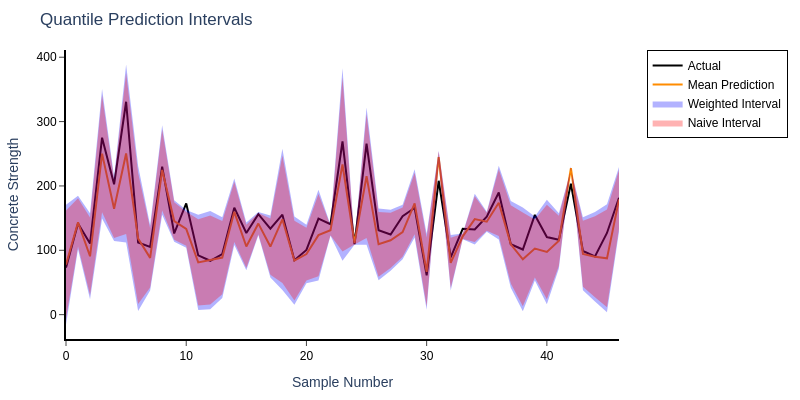 Quantile Prediction Intervals
400
300
200
100
0
0
10
20
30
40
Concrete Strength
Sample Number
Actual
Mean Prediction
Weighted Interval
Naive Interval